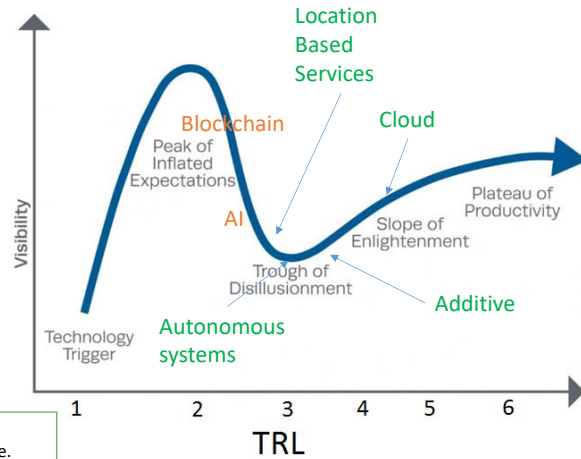 Location
Based
Services
Blockchain
Cloud
Peak of
Inflated
Expectations
Plateau of
Productivity
AI
Slope of
Enlightenment
Visibility
Trough of
Disillusionment
Additive
Autonomous
systems
Technology
Trigger
1 2 3 4 5 6
TRL
e.